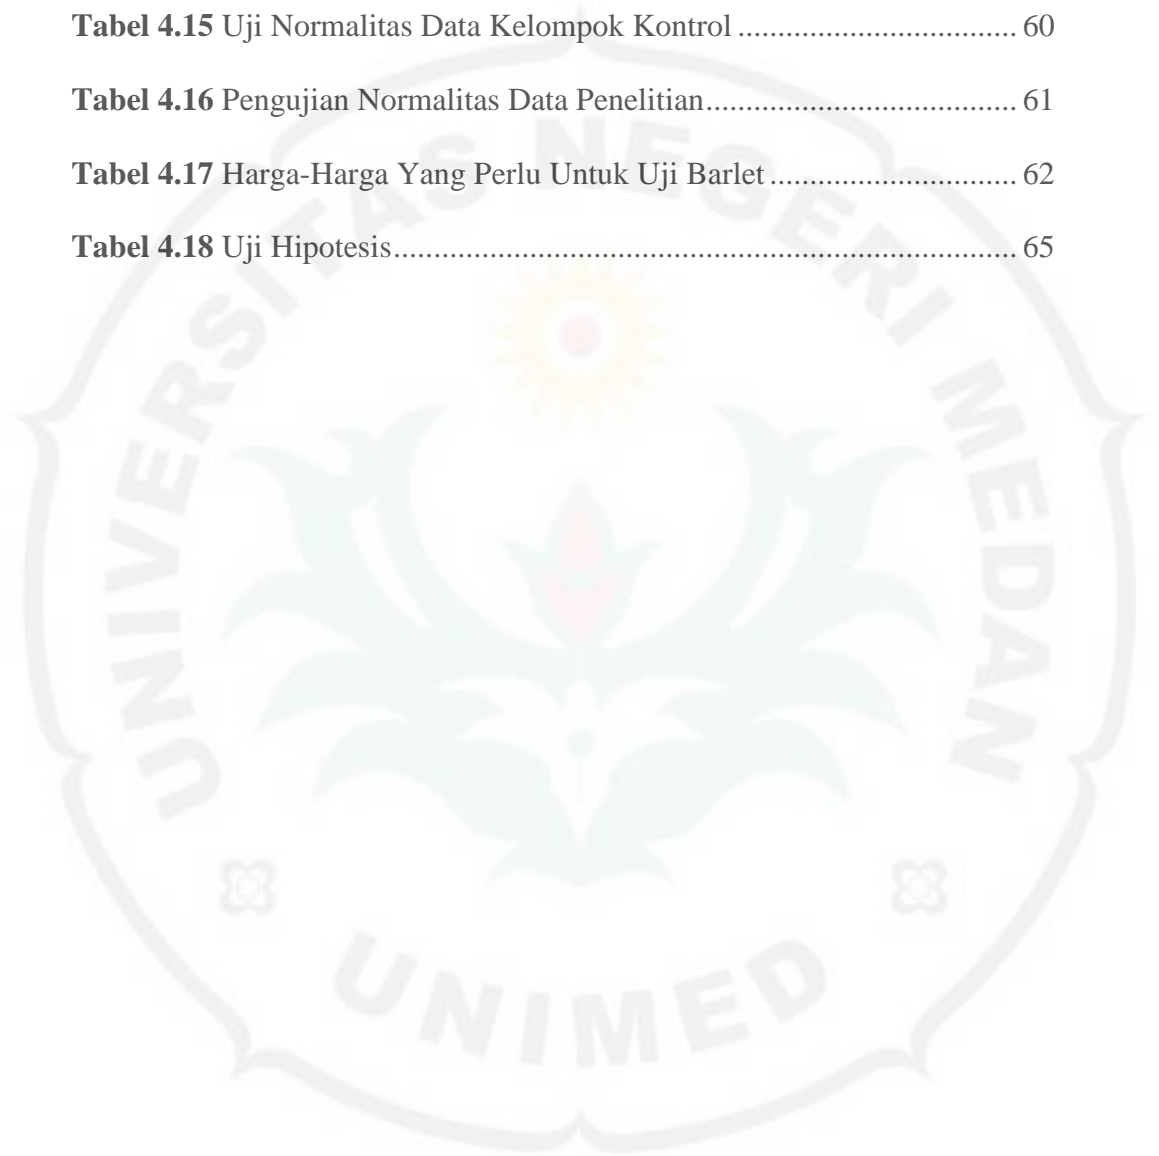 Tabel 4.15 Uji Normalitas Data Kelompok Kontrol .................................. 60
Tabel 4.16 Pengujian Normalitas Data Penelitian...................................... 61
Tabel 4.17 Harga-Harga Yang Perlu Untuk Uji Barlet .............................. 62
Tabel 4.18 Uji Hipotesis............................................................................. 65
UNIVERSITAS NEGERI MEDAN
UNIMED